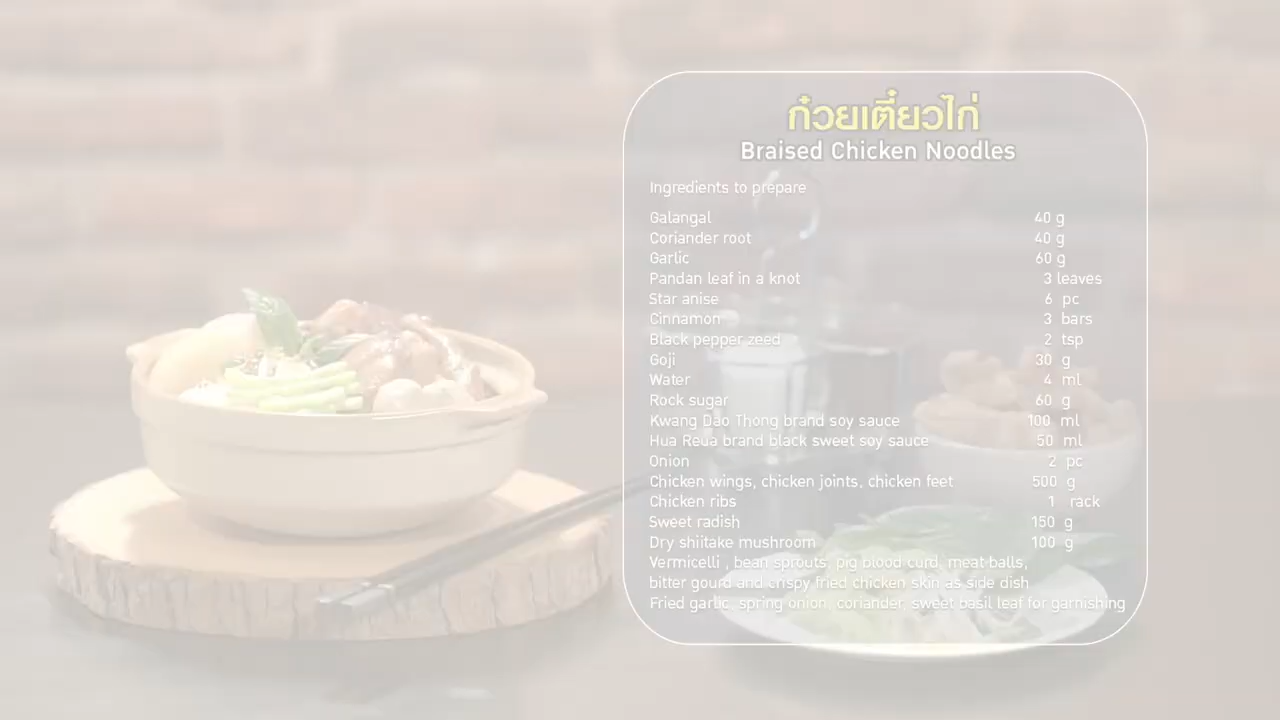 ก๋วยเตี๋ยวไก่
Braised Chicken Noodles
Ingredients to prepare
Galangal 40 g
Coriander root 40 g
Garlic 60 g
Pandan leaf in a knot 3 leaves
Star anise 6 pc
Cinnamon 3 bars
Black pepper zeed 2 tsp
Goji 30 g
Water 4 ml
Rock sugar 60 g
Kwang Dao Thong brand soy sauce 100 ml
Hua Reua brand black sweet soy sauce 50 ml
Onion 2 pc
Chicken wings, chicken joints, chicken feet 500 g
Chicken ribs 1 rack
Sweet radish 150 g
Dry shiitake mushroom 100 g
Vermicelli , bean sprouts, pig blood curd, meat balls,
bitter gourd and crispy fried chicken skin as side dish
Fried garlic, spring onion, coriander, sweet basil leaf for garnishing